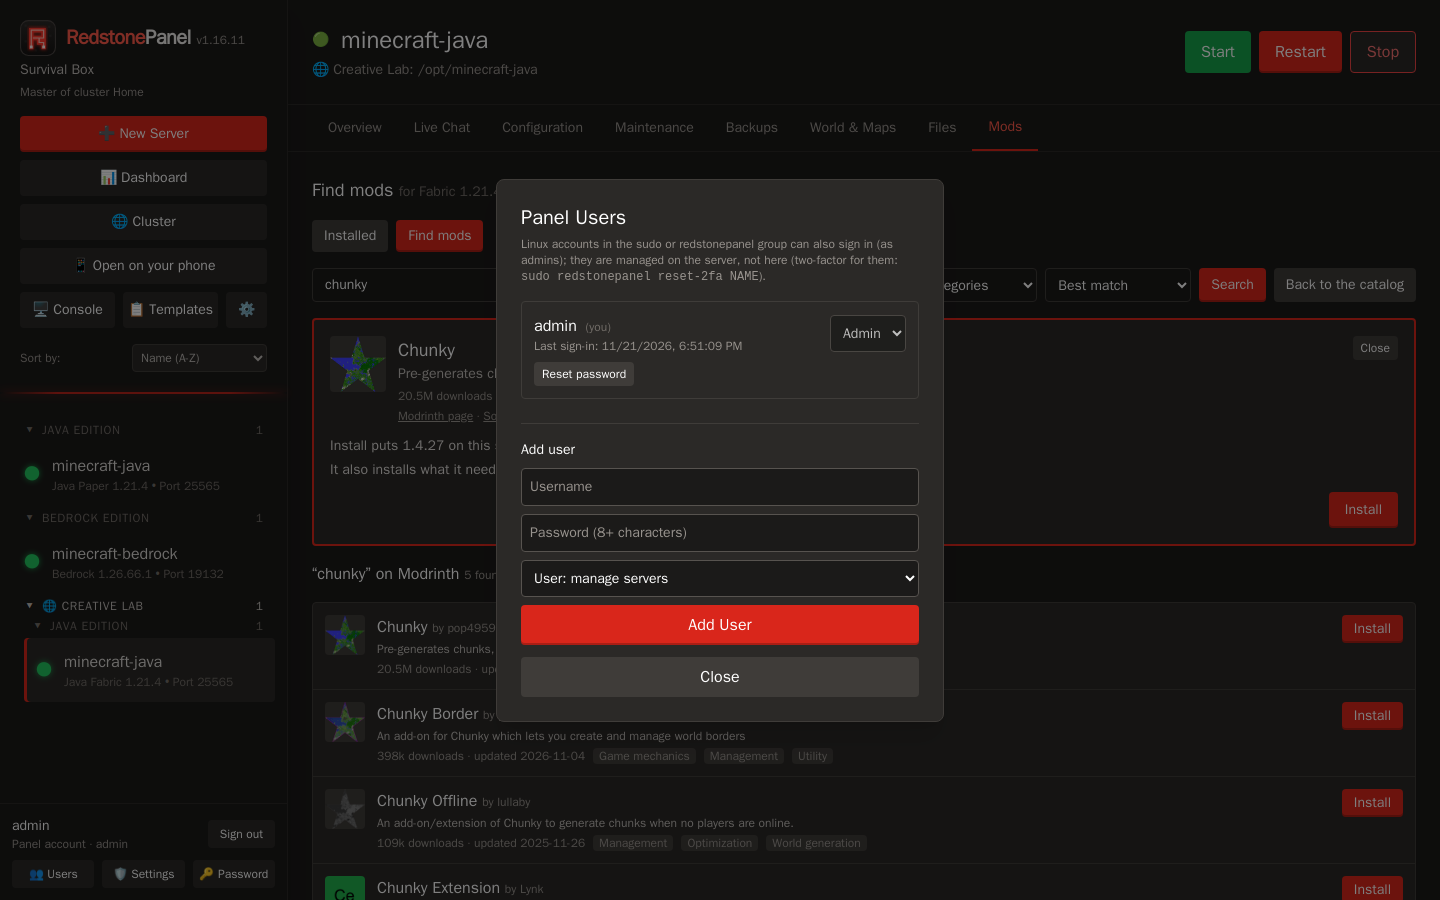 RedstonePanel v1.16.11
Survival Box
Master of cluster Home
➕ New Server
📊 Dashboard
🌐 Cluster
📱 Open on your phone
🖥️ Console
📋 Templates
⚙️
Sort by:
Name (A-Z)
▼ JAVA EDITION 1
minecraft-java
Java Paper 1.21.4 • Port 25565
▼ BEDROCK EDITION 1
minecraft-bedrock
Bedrock 1.26.66.1 • Port 19132
▼ 🌐 CREATIVE LAB 1
▼ JAVA EDITION 1
minecraft-java
Java Fabric 1.21.4 • Port 25565
admin
Panel account · admin
Sign out
👥 Users
🛡️ Settings
🔑 Password
minecraft-java
🌐 Creative Lab: /opt/minecraft-java
Start
Restart
Stop
Overview
Live Chat
Configuration
Maintenance
Backups
World & Maps
Files
Mods
Find mods for Fabric 1.21.4
Installed
Find mods
chunky
Best match
Search
Back to the catalog
Chunky
Pre-generates
20.5M downloads
Modrinth page ·
Close
Install puts 1.4.27 on this
It also installs what it need
Install
“chunky” on Modrinth 5
Chunky by pop4959
Pre-generates chunks,
20.5M downloads ·
Install
Chunky Border by
An add-on for Chunky which lets you create and manage world borders
398k downloads · updated 2026-11-04 Game mechanics Management Utility
Install
Chunky Offline by lullaby
An add-on/extension of Chunky to generate chunks when no players are online.
109k downloads · updated 2025-11-26 Management Optimization World generation
Install
Ce
Chunky Extension by Lynk
Install
Panel Users
Linux accounts in the sudo or redstonepanel group can also sign in (as
admins); they are managed on the server, not here (two-factor for them:
sudo redstonepanel reset-2fa NAME).
admin (you)
Last sign-in: 11/21/2026, 6:51:09 PM
Admin
Reset password
Add user
Username
Password (8+ characters)
User: manage servers
Add User
Close